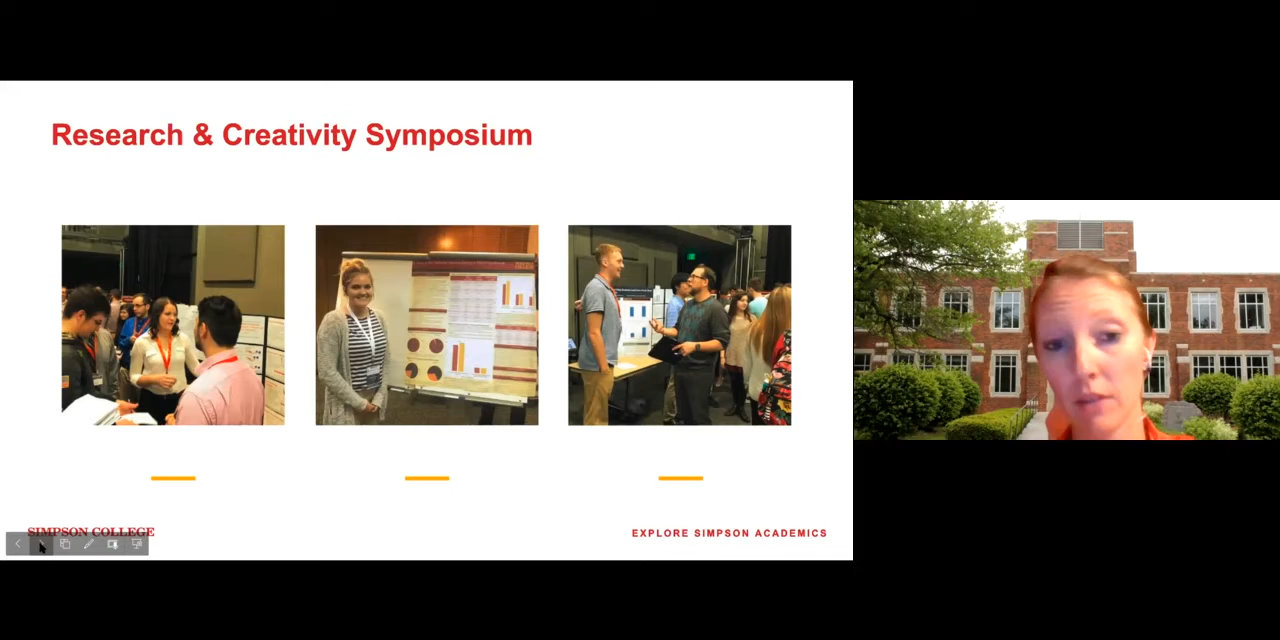 Research & Creativity Symposium
SIMPSON COLLEGE
EXPLORE SIMPSON ACADEMICS